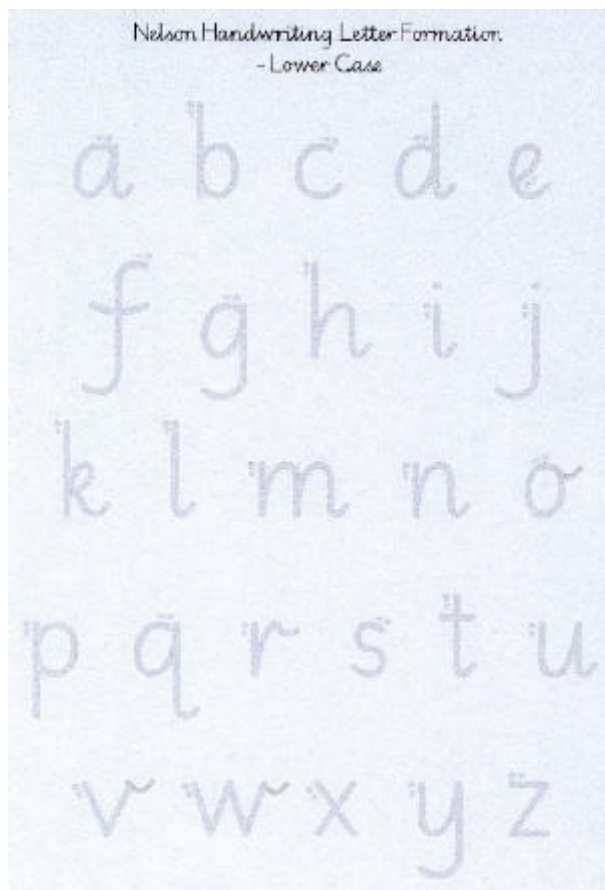 Nelson Handwriting Letter Formation
- Lower Case
a b c d e
f g h i j
k l m n o
p q r s t u
v w x y z